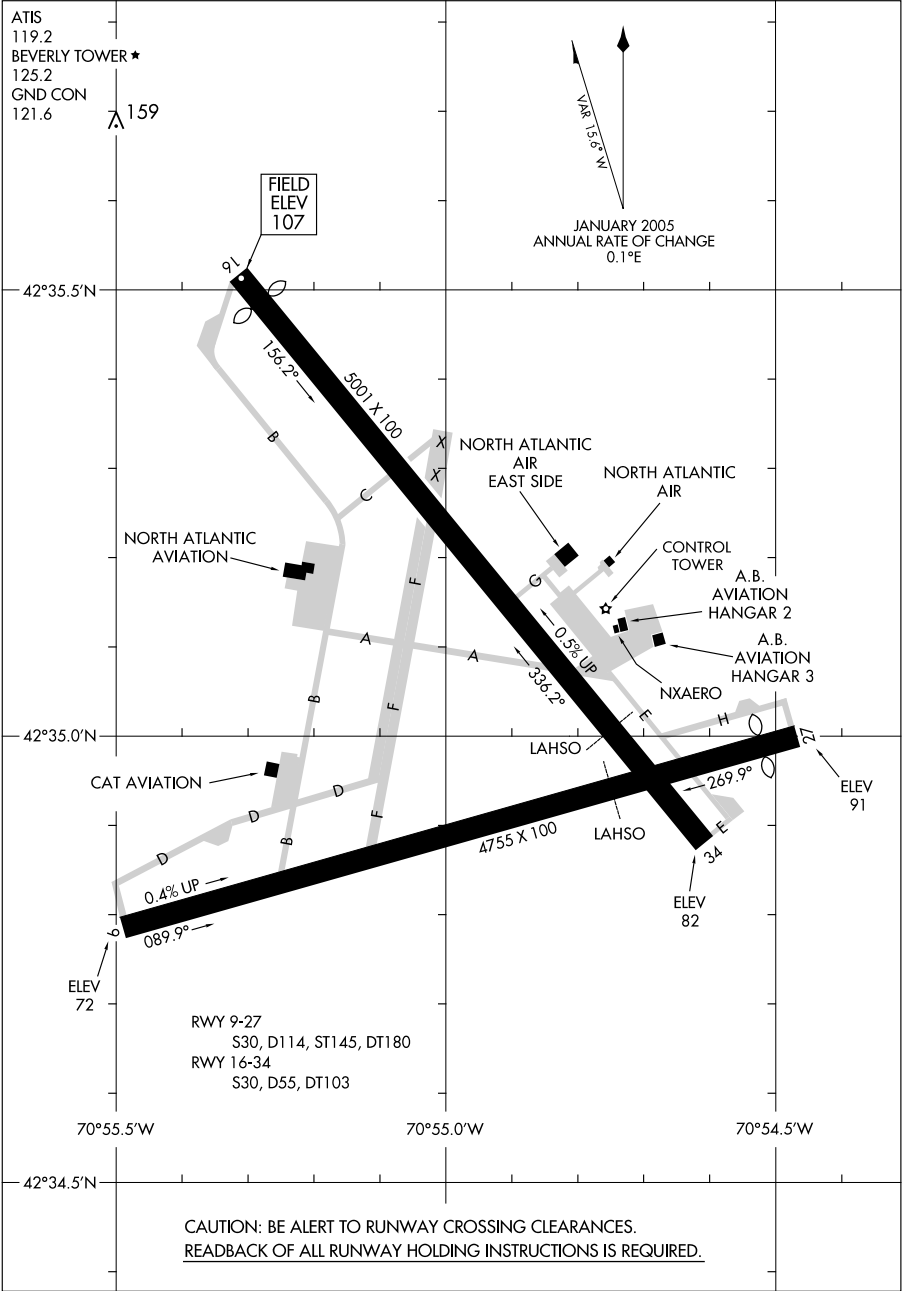 ATIS
119.2
BEVERLY TOWER ★
125.2
GND CON
121.6
159
VAR 15.6° W
JANUARY 2005
ANNUAL RATE OF CHANGE
0.1°E
FIELD
ELEV
107
16
42°35.5'N
156.2°
5001 X 100
B
C
X
X
NORTH ATLANTIC
AIR
EAST SIDE
NORTH ATLANTIC
AIR
NORTH ATLANTIC
AVIATION
CONTROL
TOWER
A.B.
AVIATION
HANGAR 2
F
G
A
A
0.5% UP
336.2°
A.B.
AVIATION
HANGAR 3
NXAERO
B
F
E
H
42°35.0'N
LAHSO
27
CAT AVIATION
D
D
D
269.9°
ELEV
91
4755 X 100
LAHSO
B
F
E
34
0.4% UP
089.9°
9
ELEV
82
ELEV
72
RWY 9-27
S30, D114, ST145, DT180
RWY 16-34
S30, D55, DT103
70°55.5'W
70°55.0'W
70°54.5'W
42°34.5'N
CAUTION: BE ALERT TO RUNWAY CROSSING CLEARANCES.
READBACK OF ALL RUNWAY HOLDING INSTRUCTIONS IS REQUIRED.